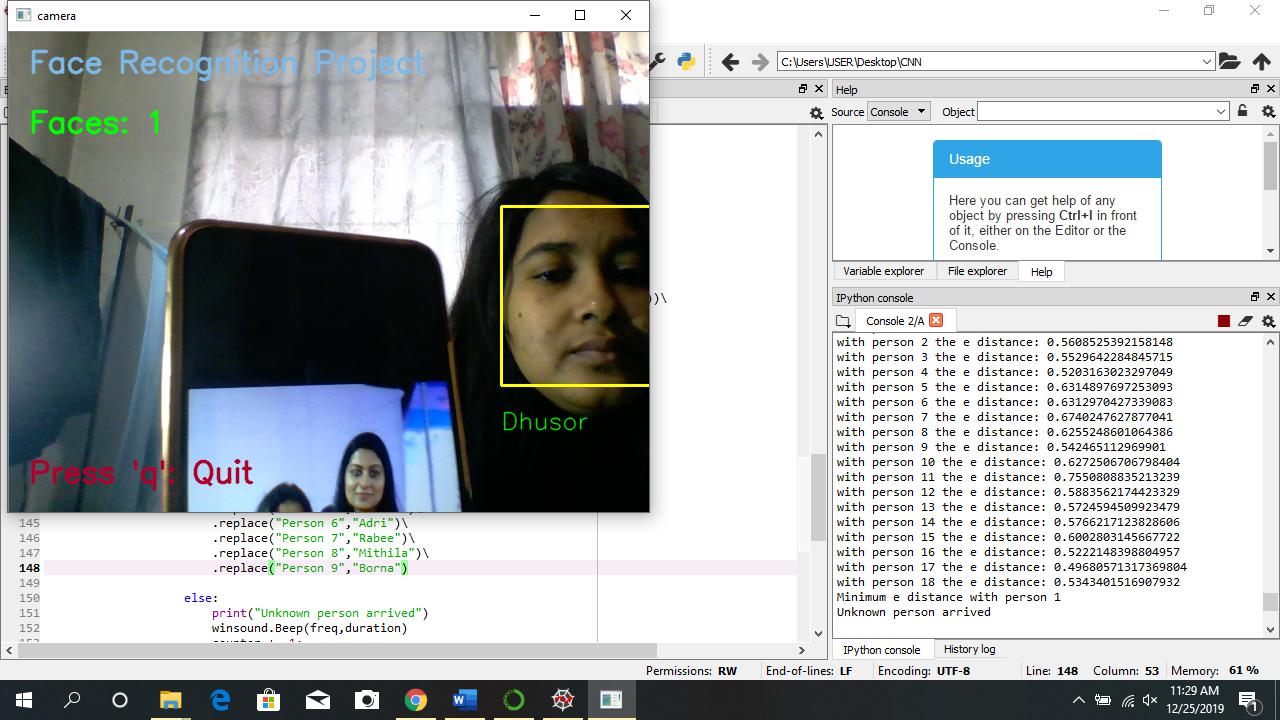 camera
Face Recognition Project
Faces: 1
Dhusor
Press 'q': Quit
C:\Users\USER\Desktop\CNN
Help
Source Console Object
Usage
Here you can get help of any
object by pressing Ctrl+I in front
of it, either on the Editor or the
Console.
Variable explorer File explorer Help
))\
IPython console
Console 2/A
with person 2 the e distance: 0.5608525392158148
with person 3 the e distance: 0.5529642284845715
with person 4 the e distance: 0.5203163023297049
with person 5 the e distance: 0.6314897697253093
with person 6 the e distance: 0.6312970427339083
with person 7 the e distance: 0.6740247627877041
with person 8 the e distance: 0.6255248601064386
with person 9 the e distance: 0.542465112969901
with person 10 the e distance: 0.6272506706798404
with person 11 the e distance: 0.7550808835213239
with person 12 the e distance: 0.5883562174423329
with person 13 the e distance: 0.5724594509923479
with person 14 the e distance: 0.5756217123828606
with person 15 the e distance: 0.6002803145667722
with person 16 the e distance: 0.5222148398804957
with person 17 the e distance: 0.49680571317369804
with person 18 the e distance: 0.5343401516907932
Minimum e distance with person 1
Unknown person arrived
IPython console History log
145 .replace("Person 6","Adri")\
146 .replace("Person 7","Rabee")\
147 .replace("Person 8","Mithila")\
148 .replace("Person 9","Borna")
149
150 else:
151 print("Unknown person arrived")
152 winsound.Beep(freq,duration)
Permissions: RW End-of-lines: LF Encoding: UTF-8 Line: 148 Column: 53 Memory: 61 %
11:29 AM
12/25/2019
1